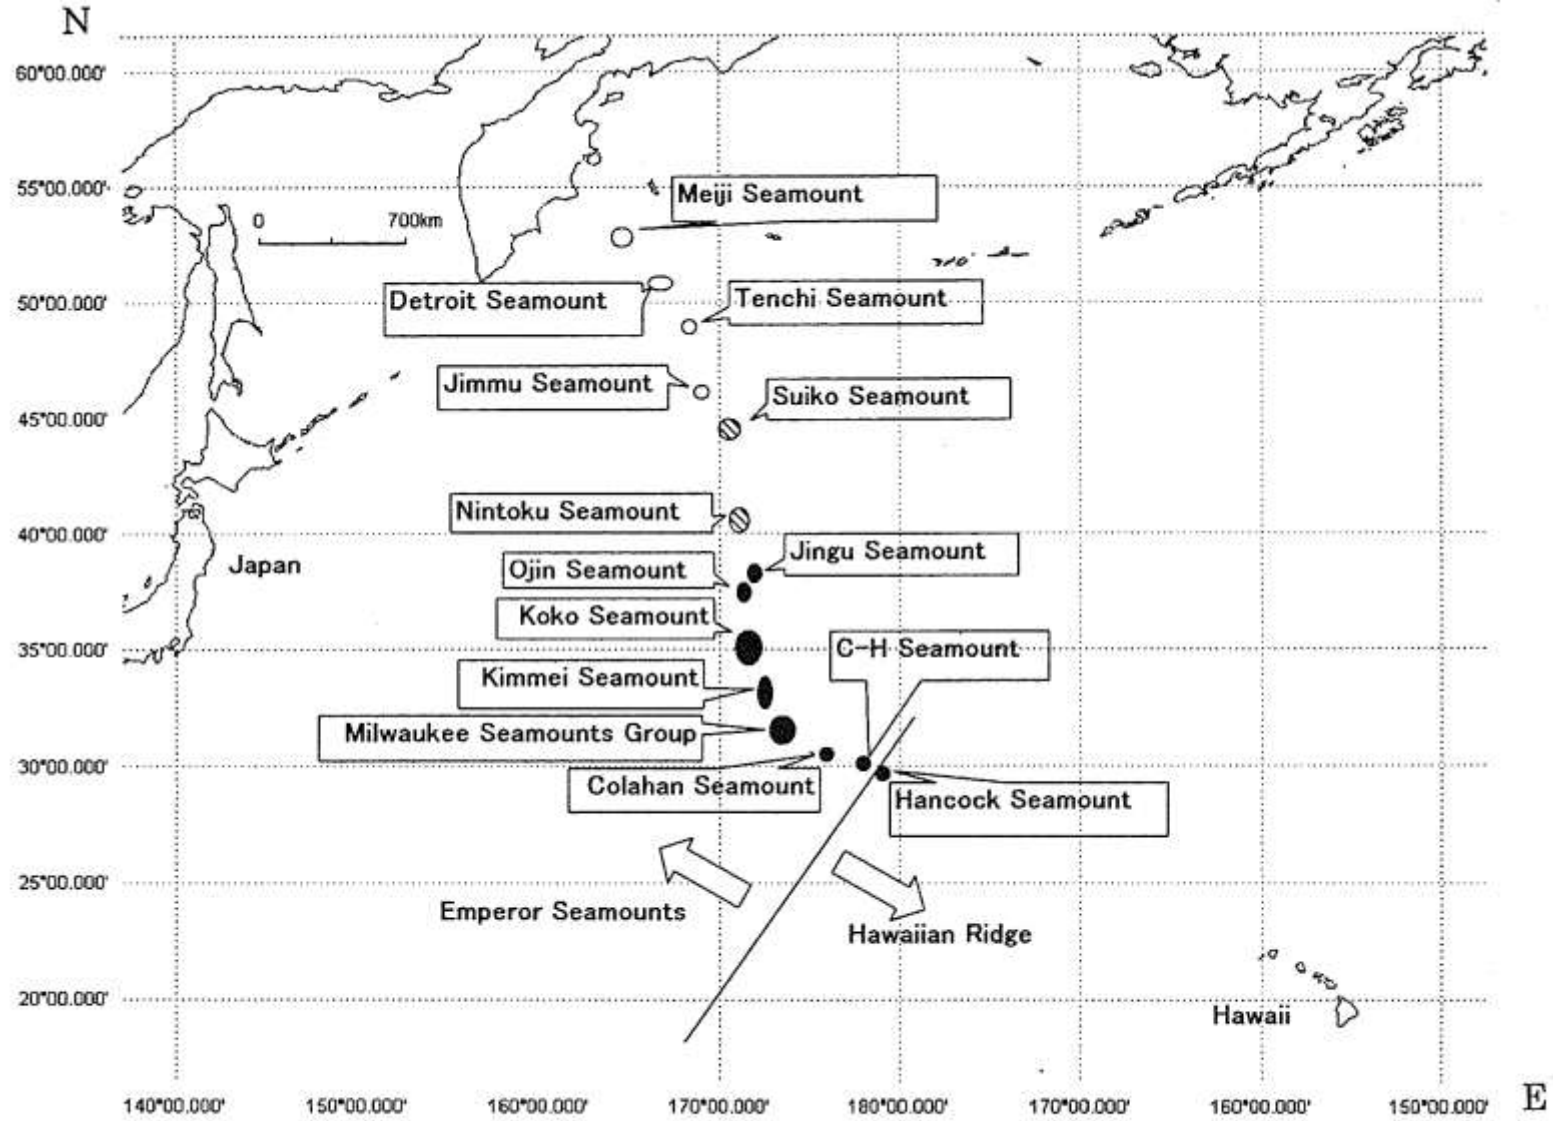 N
60°00.000'
55°00.000'
Meiji Seamount
0 700km
50°00.000'
Detroit Seamount
Tenchi Seamount
Jimmu Seamount
Suiko Seamount
45°00.000'
Nintoku Seamount
40°00.000'
Jingu Seamount
Japan
Ojin Seamount
Koko Seamount
35°00.000'
C-H Seamount
Kimmei Seamount
Milwaukee Seamounts Group
30°00.000'
Colahan Seamount
Hancock Seamount
25°00.000'
Emperor Seamounts
Hawaiian Ridge
20°00.000'
Hawaii
140°00.000' 150°00.000' 160°00.000' 170°00.000' 180°00.000' 170°00.000' 160°00.000' 150°00.000' E